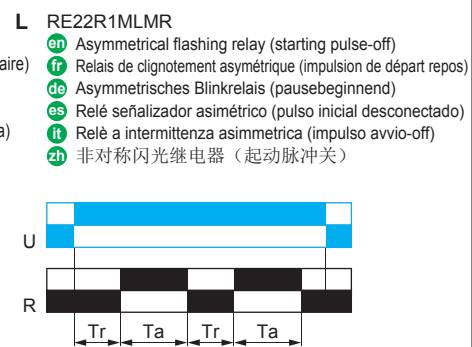 L RE22R1MLMR
en Asymmetrical flashing relay (starting pulse-off)
aire) fr Relais de clignotement asymétrique (impulsion de départ repos)
de Asymmetrisches Blinkrelais (pausebeginnend)
es Relé señalizador asimétrico (pulso inicial desconectado)
a) it Relè a intermittenza asimmetrica (impulso avvio-off)
zh 非对称闪光继电器（起动脉冲关）
U
R
Tr Ta Tr Ta